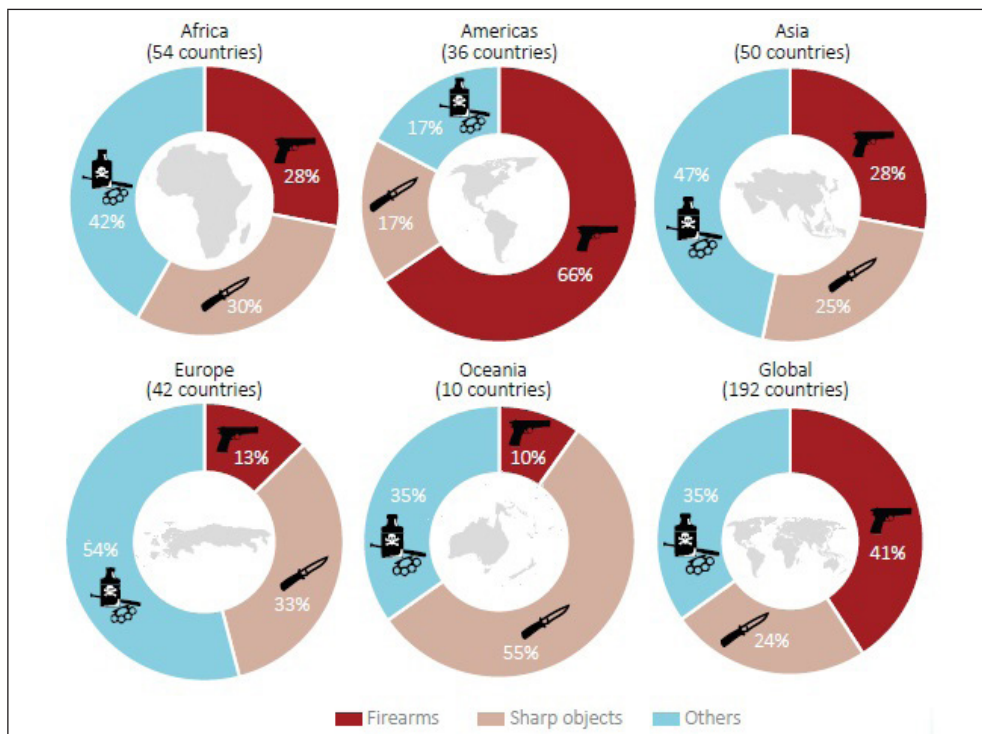 Africa
(54 countries)
28%
30%
42%
Americas
(36 countries)
17%
17%
66%
Asia
(50 countries)
47%
28%
25%
Europe
(42 countries)
13%
54%
33%
Oceania
(10 countries)
10%
35%
55%
Global
(192 countries)
35%
41%
24%
Firearms
Sharp objects
Others